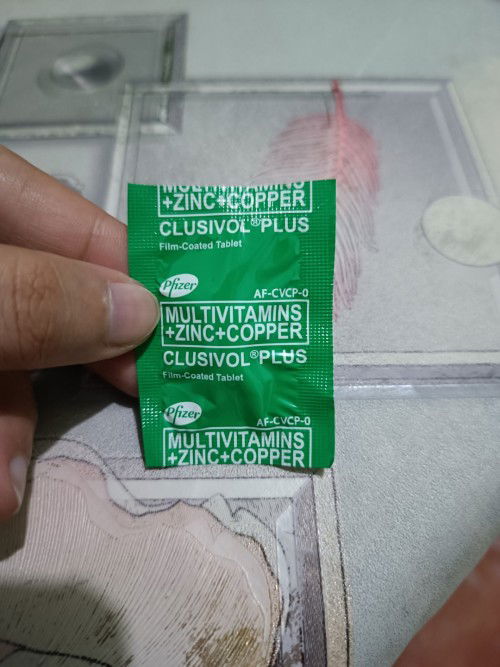 MULTIVITAMINS
+ZINC+COPPER
CLUSIVOL®PLUS
Film-Coated Tablet
Pfizer
AF-CVCP-0
MULTIVITAMINS
+ZINC+COPPER
CLUSIVOL®PLUS
Film-Coated Tablet
Pfizer
AF-CVCP-0
MULTIVITAMINS
+ZINC+COPPER